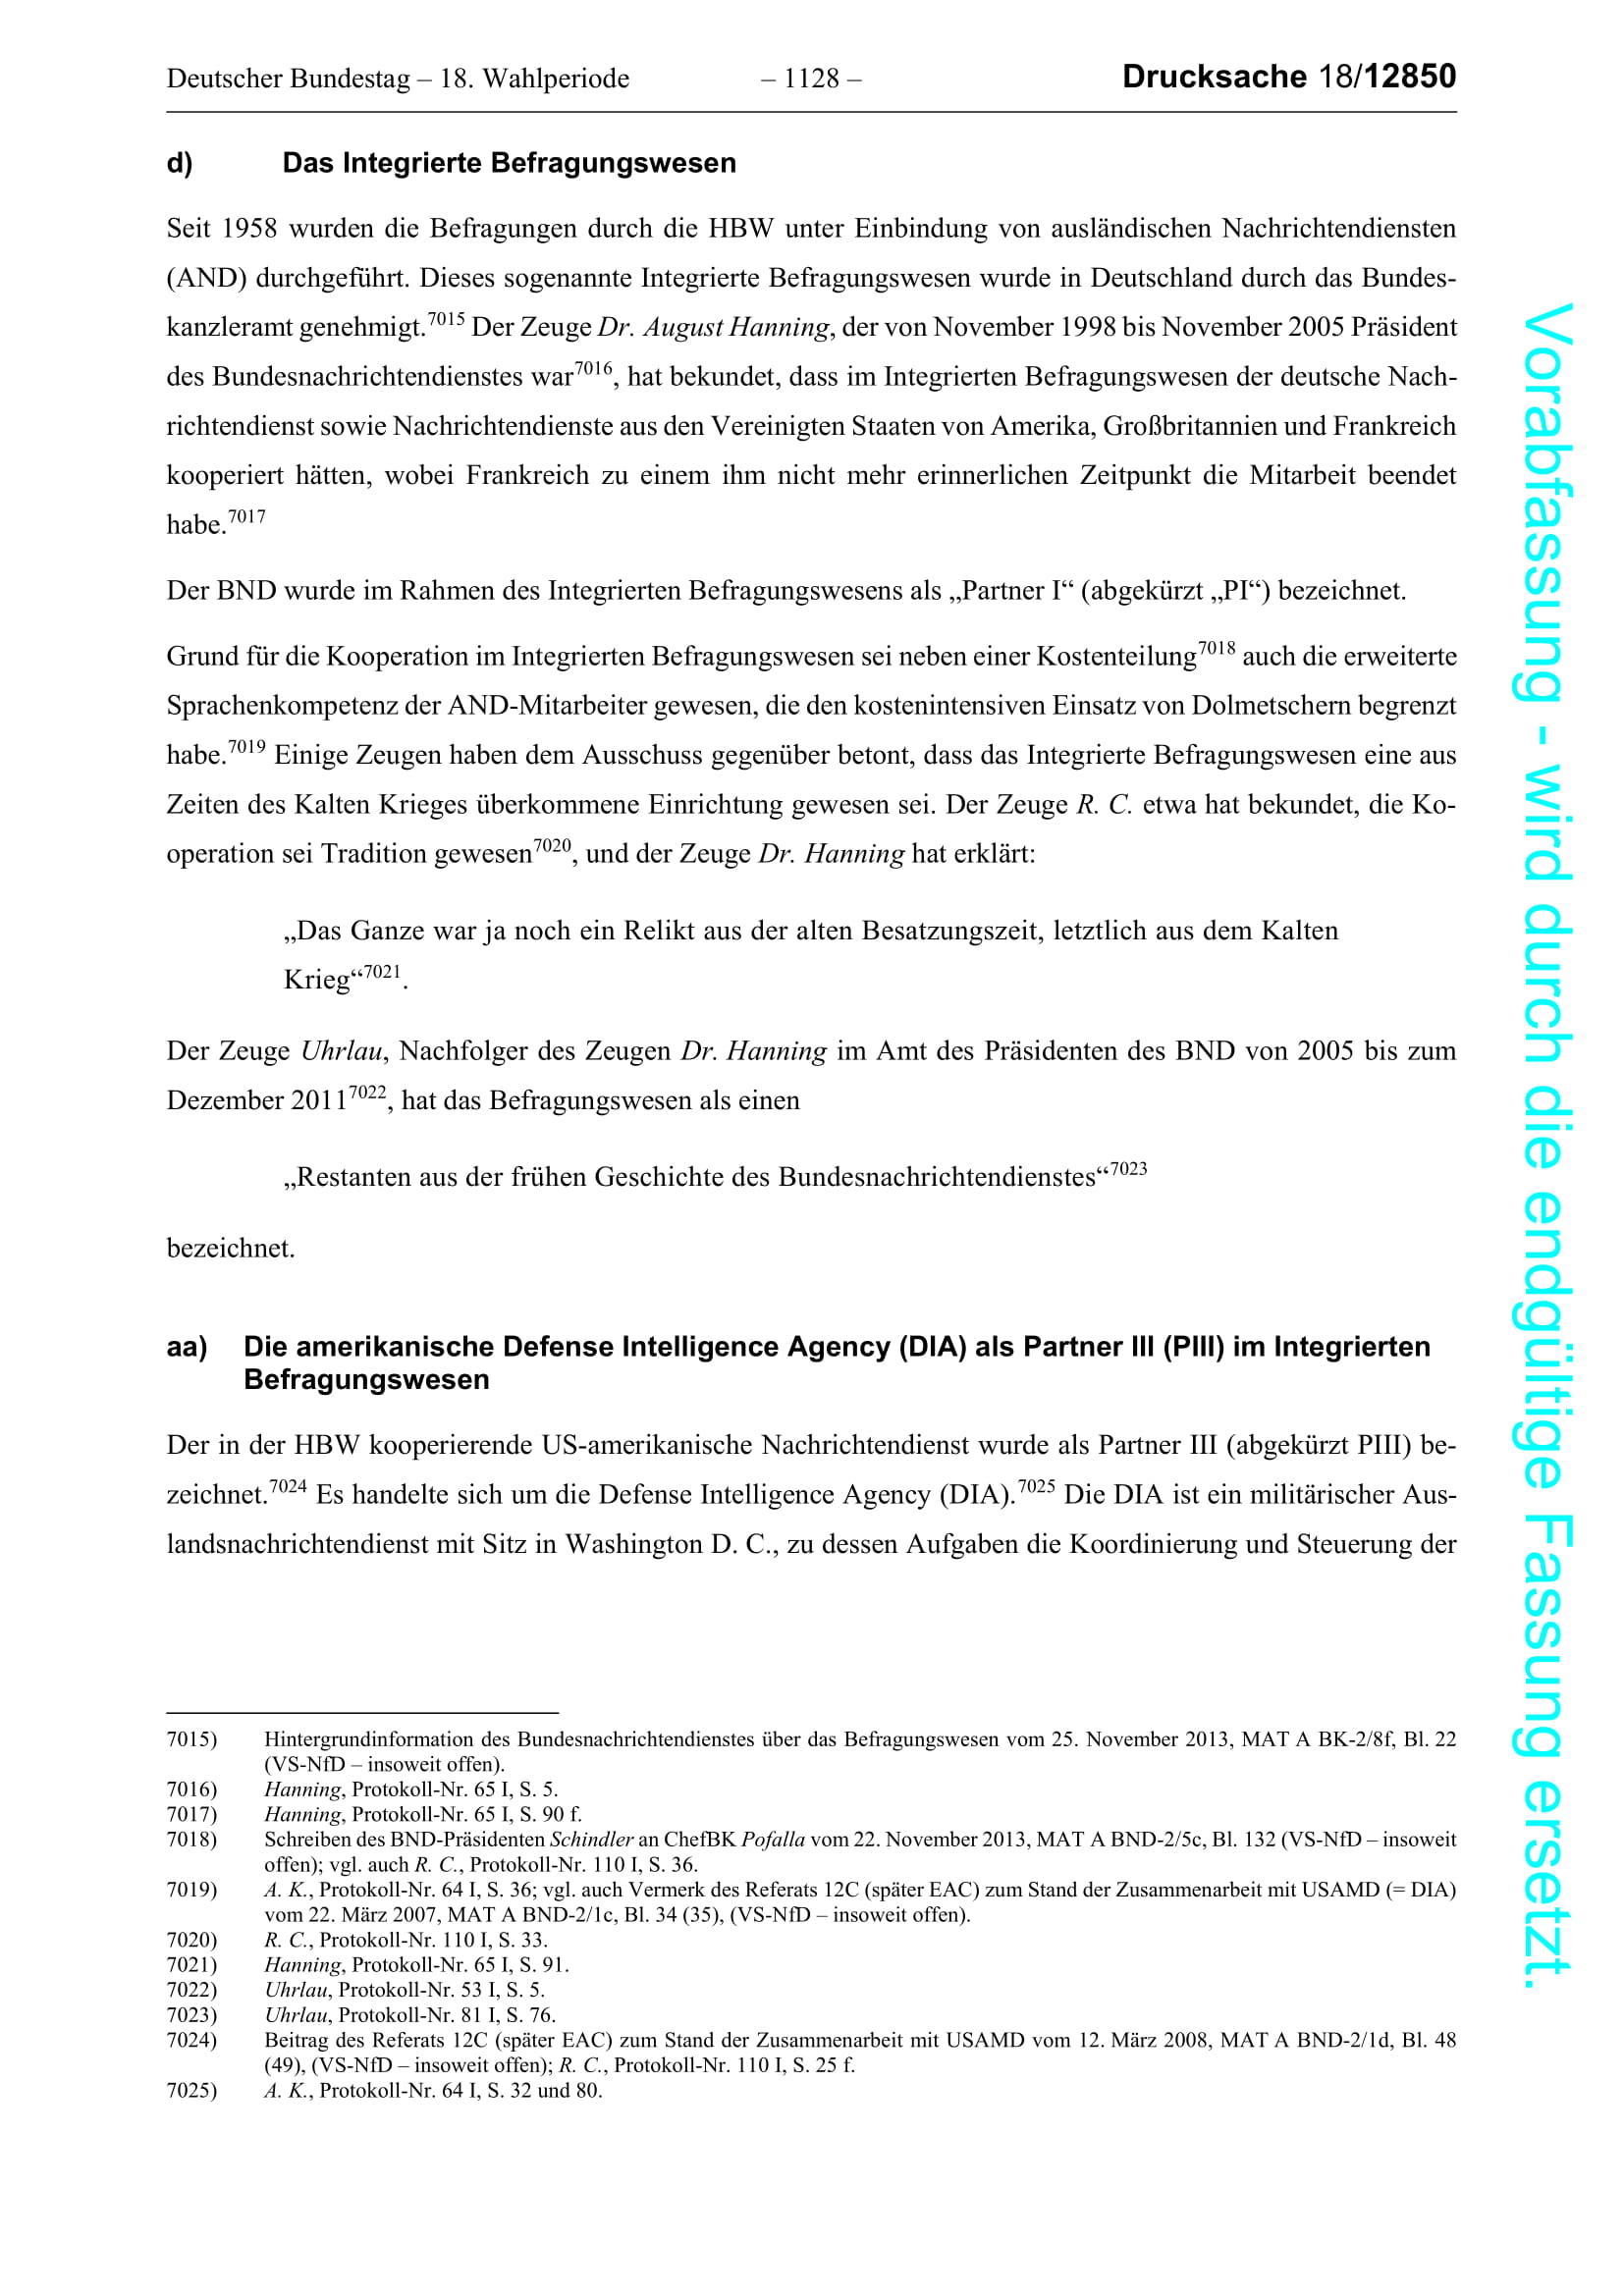 Deutscher Bundestag – 18. Wahlperiode – 1128 – Drucksache 18/12850
d) Das Integrierte Befragungswesen
Seit 1958 wurden die Befragungen durch die HBW unter Einbindung von ausländischen Nachrichtendiensten
(AND) durchgeführt. Dieses sogenannte Integrierte Befragungswesen wurde in Deutschland durch das Bundes-
kanzleramt genehmigt.7015 Der Zeuge Dr. August Hanning, der von November 1998 bis November 2005 Präsident
des Bundesnachrichtendienstes war7016, hat bekundet, dass im Integrierten Befragungswesen der deutsche Nach-
richtendienst sowie Nachrichtendienste aus den Vereinigten Staaten von Amerika, Großbritannien und Frankreich
kooperiert hätten, wobei Frankreich zu einem ihm nicht mehr erinnerlichen Zeitpunkt die Mitarbeit beendet
habe.7017
Der BND wurde im Rahmen des Integrierten Befragungswesens als „Partner I“ (abgekürzt „PI“) bezeichnet.
Grund für die Kooperation im Integrierten Befragungswesen sei neben einer Kostenteilung7018 auch die erweiterte
Sprachenkompetenz der AND-Mitarbeiter gewesen, die den kostenintensiven Einsatz von Dolmetschern begrenzt
habe.7019 Einige Zeugen haben dem Ausschuss gegenüber betont, dass das Integrierte Befragungswesen eine aus
Zeiten des Kalten Krieges überkommene Einrichtung gewesen sei. Der Zeuge R. C. etwa hat bekundet, die Ko-
operation sei Tradition gewesen7020, und der Zeuge Dr. Hanning hat erklärt:
„Das Ganze war ja noch ein Relikt aus der alten Besatzungszeit, letztlich aus dem Kalten
Krieg“7021.
Der Zeuge Uhrlau, Nachfolger des Zeugen Dr. Hanning im Amt des Präsidenten des BND von 2005 bis zum
Dezember 20117022, hat das Befragungswesen als einen
„Restanten aus der frühen Geschichte des Bundesnachrichtendienstes“7023
bezeichnet.
aa) Die amerikanische Defense Intelligence Agency (DIA) als Partner III (PIII) im Integrierten
Befragungswesen
Der in der HBW kooperierende US-amerikanische Nachrichtendienst wurde als Partner III (abgekürzt PIII) be-
zeichnet.7024 Es handelte sich um die Defense Intelligence Agency (DIA).7025 Die DIA ist ein militärischer Aus-
landsnachrichtendienst mit Sitz in Washington D. C., zu dessen Aufgaben die Koordinierung und Steuerung der
7015) Hintergrundinformation des Bundesnachrichtendienstes über das Befragungswesen vom 25. November 2013, MAT A BK-2/8f, Bl. 22
(VS-NfD – insoweit offen).
7016) Hanning, Protokoll-Nr. 65 I, S. 5.
7017) Hanning, Protokoll-Nr. 65 I, S. 90 f.
7018) Schreiben des BND-Präsidenten Schindler an ChefBK Pofalla vom 22. November 2013, MAT A BND-2/5c, Bl. 132 (VS-NfD – insoweit
offen); vgl. auch R. C., Protokoll-Nr. 110 I, S. 36.
7019) A. K., Protokoll-Nr. 64 I, S. 36; vgl. auch Vermerk des Referats 12C (später EAC) zum Stand der Zusammenarbeit mit USAMD (= DIA)
vom 22. März 2007, MAT A BND-2/1c, Bl. 34 (35), (VS-NfD – insoweit offen).
7020) R. C., Protokoll-Nr. 110 I, S. 33.
7021) Hanning, Protokoll-Nr. 65 I, S. 91.
7022) Uhrlau, Protokoll-Nr. 53 I, S. 5.
7023) Uhrlau, Protokoll-Nr. 81 I, S. 76.
7024) Beitrag des Referats 12C (später EAC) zum Stand der Zusammenarbeit mit USAMD vom 12. März 2008, MAT A BND-2/1d, Bl. 48
(49), (VS-NfD – insoweit offen); R. C., Protokoll-Nr. 110 I, S. 25 f.
7025) A. K., Protokoll-Nr. 64 I, S. 32 und 80.
Vorabfassung - wird durch die endgültige Fassung ersetzt.